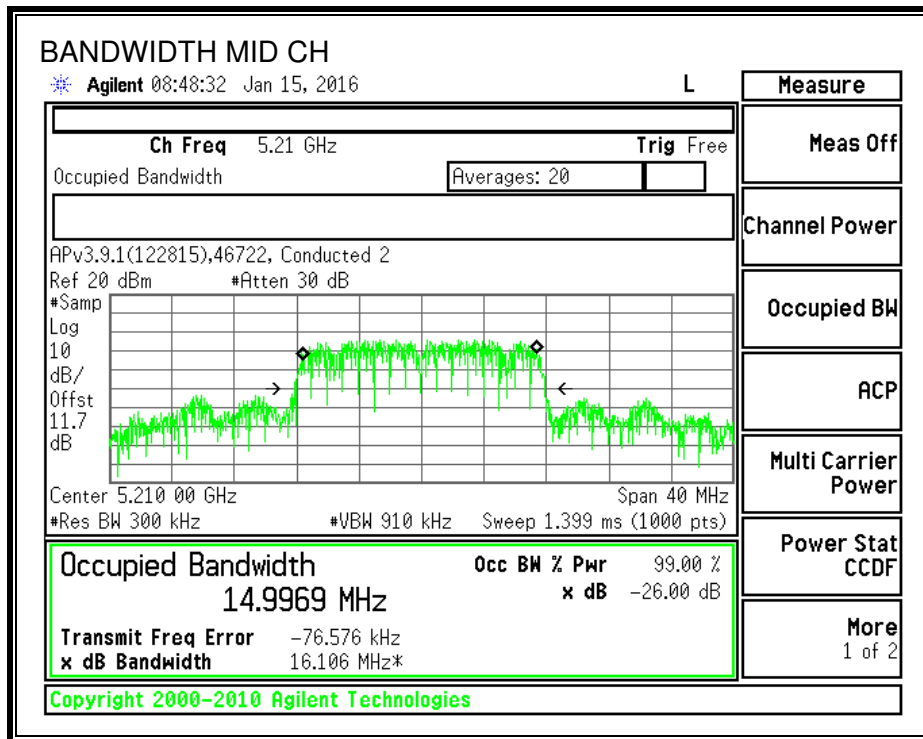 BANDWIDTH MID CH
Agilent 08:48:32 Jan 15, 2016 L
Measure
Ch Freq 5.21 GHz Trig Free
Meas Off
Occupied Bandwidth Averages: 20
Channel Power
APv3.9.1(122815),46722, Conducted 2
Ref 20 dBm #Atten 30 dB
#Samp
Log
10
dB/
Offst
11.7
dB
Occupied BW
ACP
Multi Carrier
Power
Center 5.210 00 GHz Span 40 MHz
#Res BW 300 kHz #VBW 910 kHz Sweep 1.399 ms (1000 pts)
Power Stat
CCDF
Occupied Bandwidth Occ BW % Pwr 99.00 %
14.9969 MHz x dB -26.00 dB
Transmit Freq Error -76.576 kHz
x dB Bandwidth 16.106 MHz*
More
1 of 2
Copyright 2000-2010 Agilent Technologies